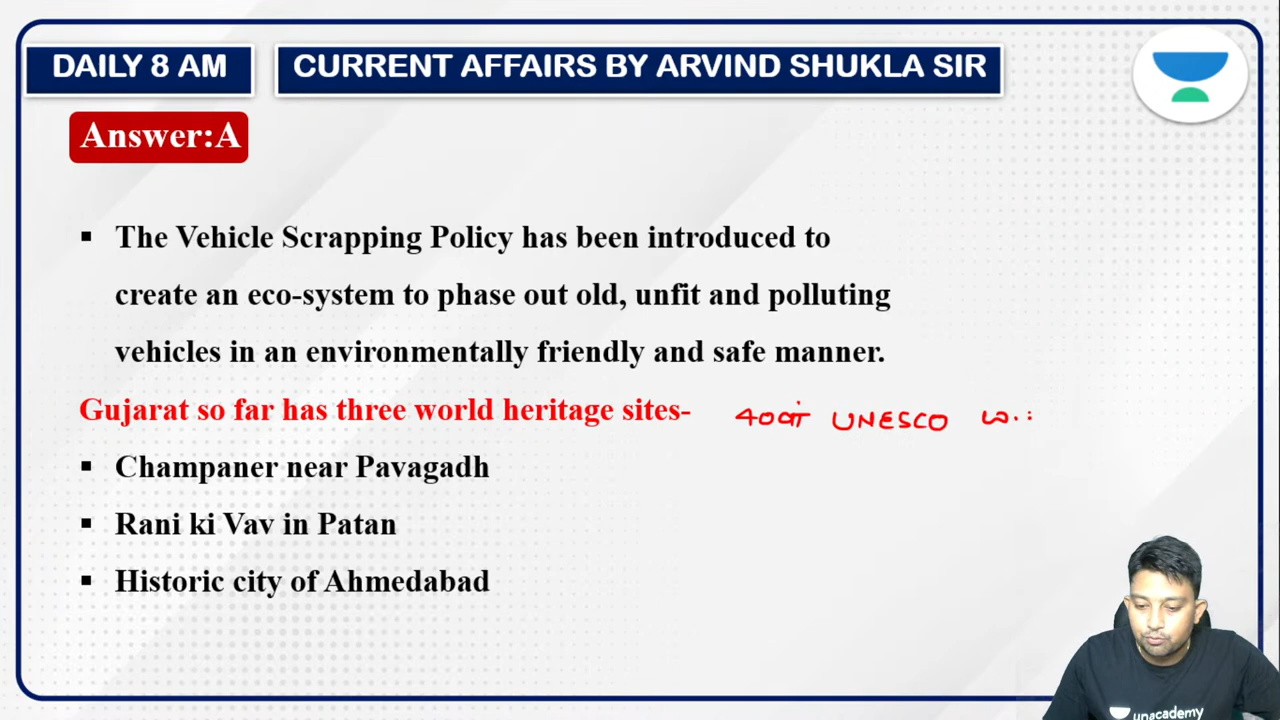 DAILY 8 AM
CURRENT AFFAIRS BY ARVIND SHUKLA SIR
Answer:A
▪ The Vehicle Scrapping Policy has been introduced to
create an eco-system to phase out old, unfit and polluting
vehicles in an environmentally friendly and safe manner.
Gujarat so far has three world heritage sites- 40वां UNESCO
▪ Champaner near Pavagadh
▪ Rani ki Vav in Patan
▪ Historic city of Ahmedabad
unacademy